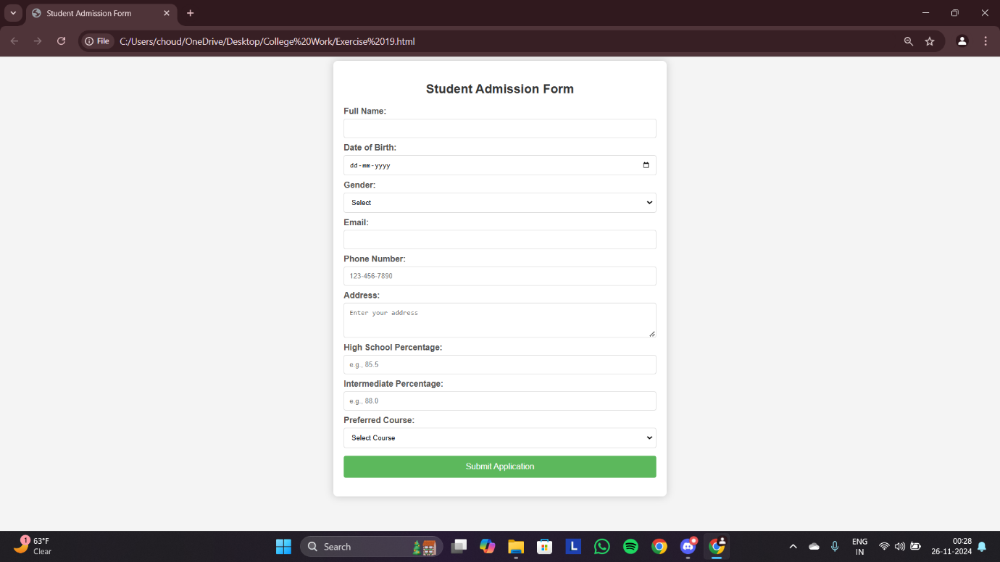 Student Admission Form
File
C:/Users/choud/OneDrive/Desktop/College%20Work/Exercise%2019.html
Student Admission Form
Full Name:
Date of Birth:
dd-mm-yyyy
Gender:
Select
Email:
Phone Number:
123-456-7890
Address:
Enter your address
High School Percentage:
e.g., 85.5
Intermediate Percentage:
e.g., 88.0
Preferred Course:
Select Course
Submit Application
1
63°F
Clear
Search
L
ENG
IN
00:28
26-11-2024